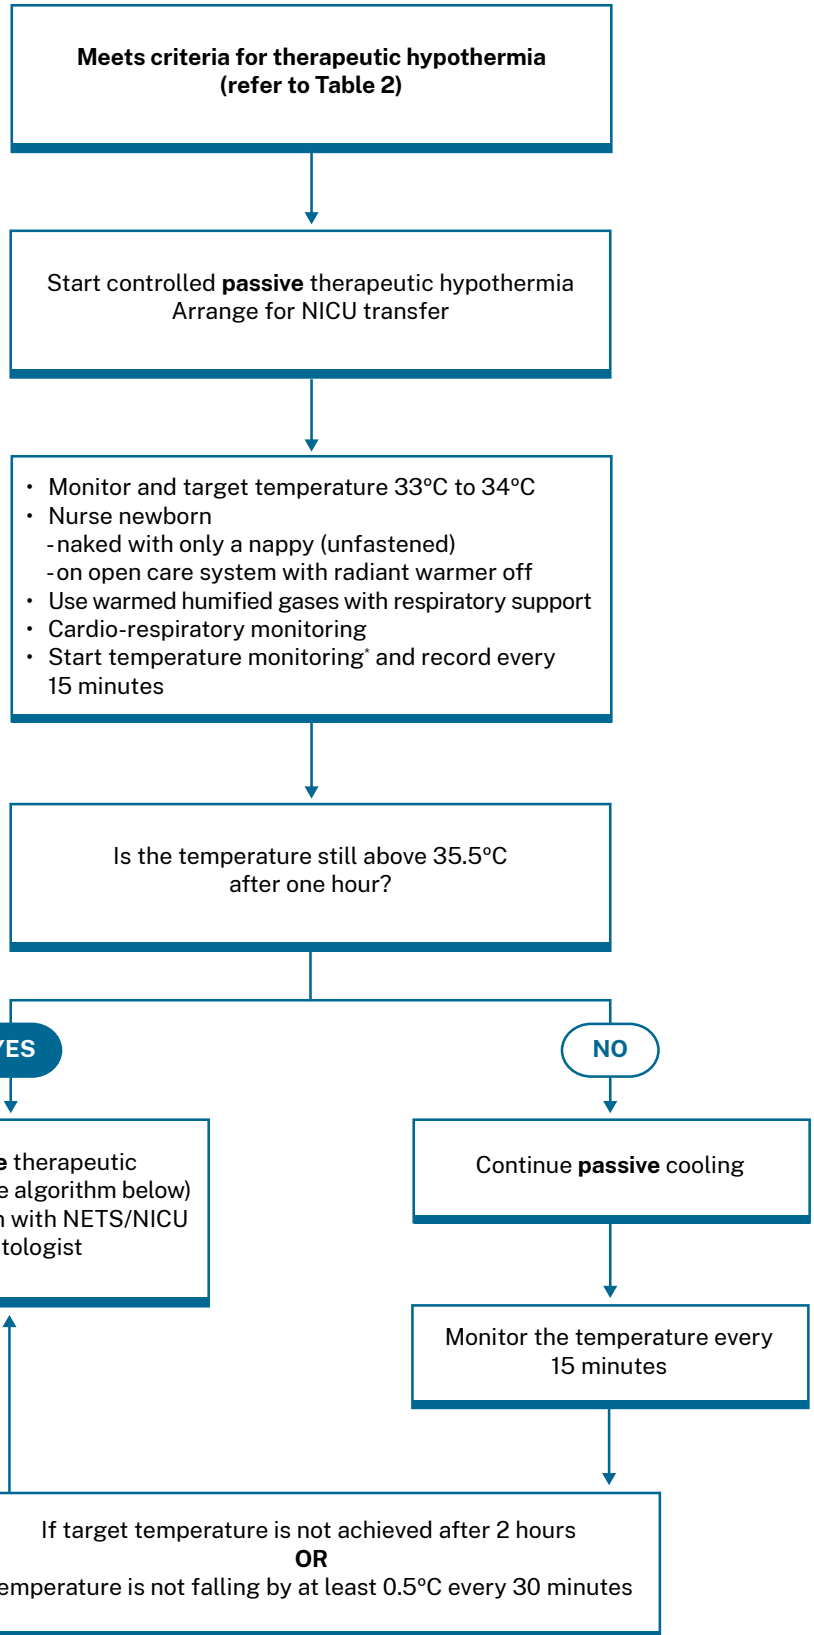 Meets criteria for therapeutic hypothermia
(refer to Table 2)
Start controlled passive therapeutic hypothermia
Arrange for NICU transfer
• Monitor and target temperature 33ºC to 34ºC
• Nurse newborn
-naked with only a nappy (unfastened)
-on open care system with radiant warmer off
• Use warmed humified gases with respiratory support
• Cardio-respiratory monitoring
• Start temperature monitoring* and record every
15 minutes
Is the temperature still above 35.5ºC
after one hour?
YES
NO
therapeutic
algorithm below)
with NETS/NICU
Continue passive cooling
Monitor the temperature every
15 minutes
If target temperature is not achieved after 2 hours
OR
emperature is not falling by at least 0.5ºC every 30 minutes